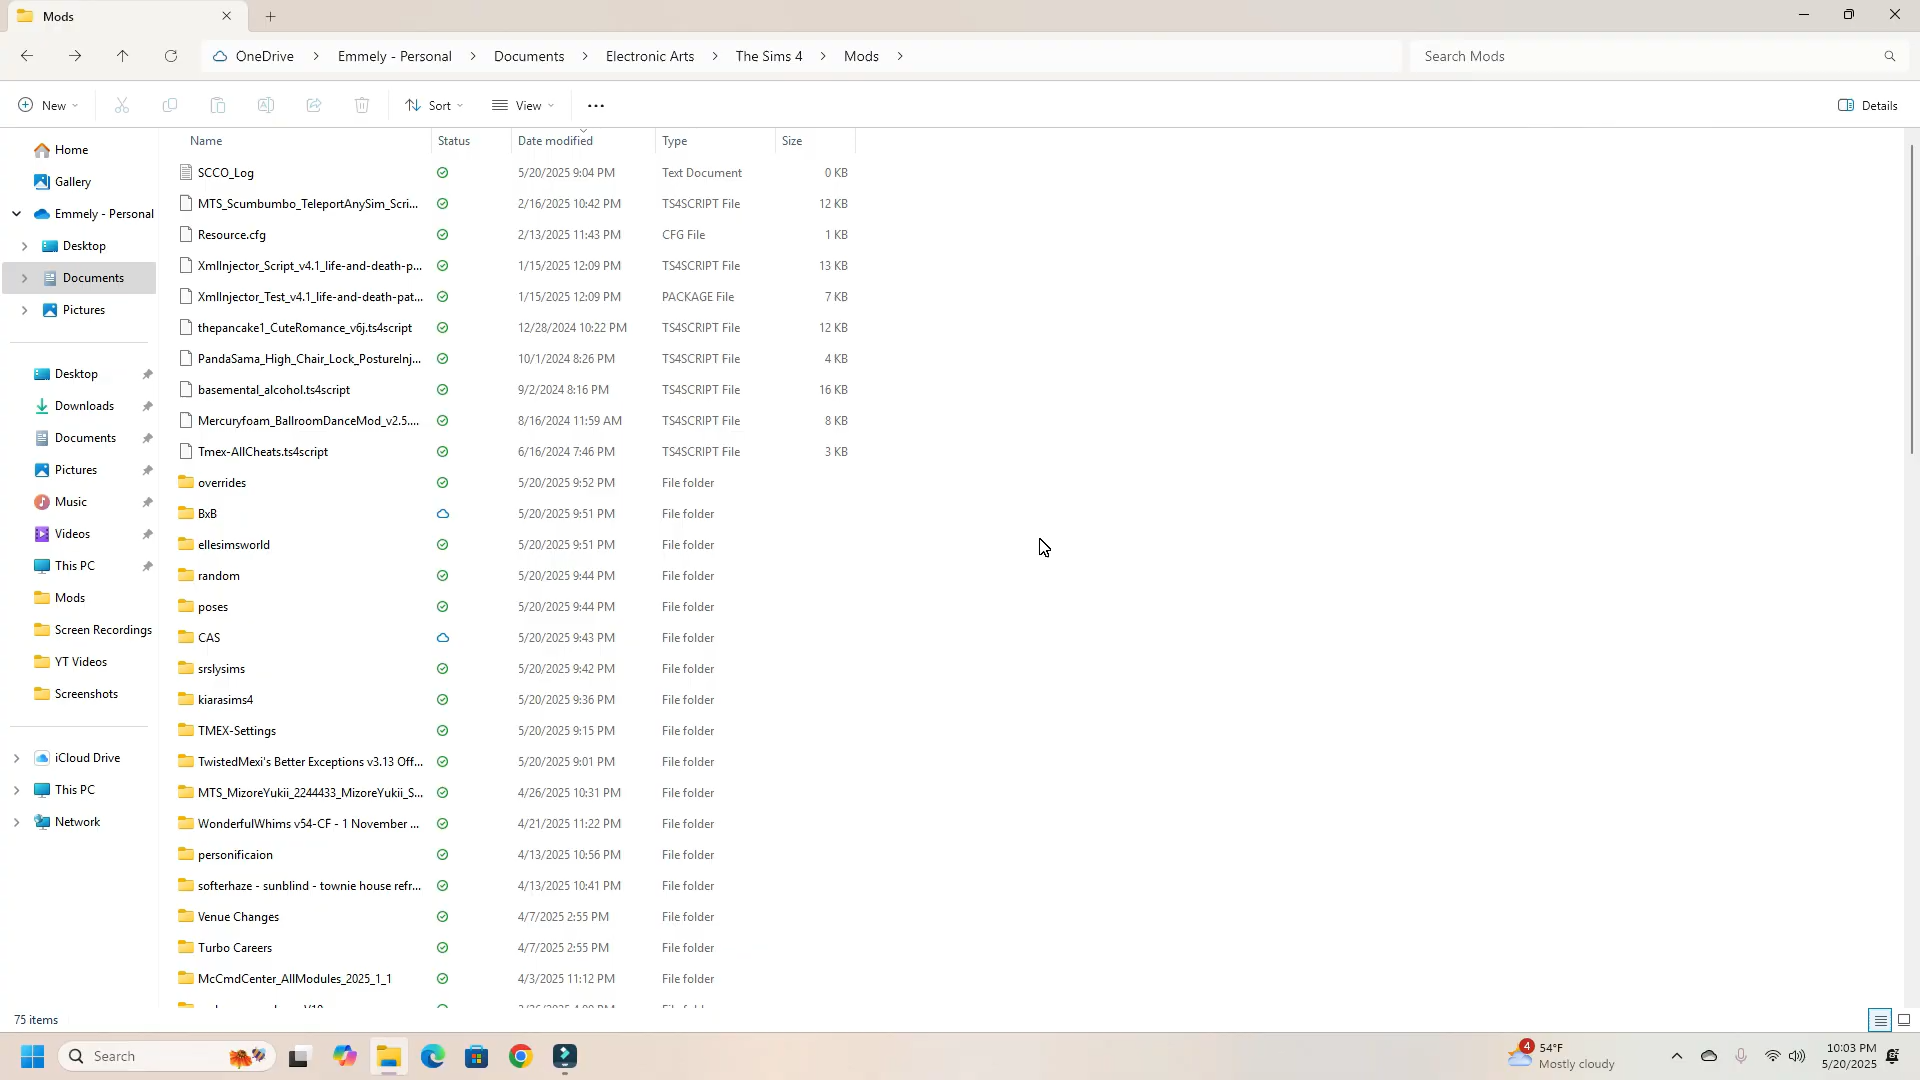 Mods
OneDrive > Emmely - Personal > Documents > Electronic Arts > The Sims 4 > Mods >
Search Mods
New
Sort
View
Details
Name Status Date modified Type Size
Home
Gallery
Emmely - Personal
Desktop
Documents
Pictures
Desktop
Downloads
Documents
Pictures
Music
Videos
This PC
Mods
Screen Recordings
YT Videos
Screenshots
iCloud Drive
This PC
Network
SCCO_Log 5/20/2025 9:04 PM Text Document 0 KB
MTS_Scumbumbo_TeleportAnySim_Scri... 2/16/2025 10:42 PM TS4SCRIPT File 12 KB
Resource.cfg 2/13/2025 11:43 PM CFG File 1 KB
XmlInjector_Script_v4.1_life-and-death-p... 1/15/2025 12:09 PM TS4SCRIPT File 13 KB
XmlInjector_Test_v4.1_life-and-death-pat... 1/15/2025 12:09 PM PACKAGE File 7 KB
thepancake1_CuteRomance_v6j.ts4script 12/28/2024 10:22 PM TS4SCRIPT File 12 KB
PandaSama_High_Chair_Lock_PostureInj... 10/1/2024 8:26 PM TS4SCRIPT File 4 KB
basemental_alcohol.ts4script 9/2/2024 8:16 PM TS4SCRIPT File 16 KB
Mercuryfoam_BallroomDanceMod_v2.5.... 8/16/2024 11:59 AM TS4SCRIPT File 8 KB
Tmex-AllCheats.ts4script 6/16/2024 7:46 PM TS4SCRIPT File 3 KB
overrides 5/20/2025 9:52 PM File folder
BxB 5/20/2025 9:51 PM File folder
ellesimsworld 5/20/2025 9:51 PM File folder
random 5/20/2025 9:44 PM File folder
poses 5/20/2025 9:44 PM File folder
CAS 5/20/2025 9:43 PM File folder
srslysims 5/20/2025 9:42 PM File folder
kiarasims4 5/20/2025 9:36 PM File folder
TMEX-Settings 5/20/2025 9:15 PM File folder
TwistedMexi's Better Exceptions v3.13 Off... 5/20/2025 9:01 PM File folder
MTS_MizoreYukii_2244433_MizoreYukii_S... 4/26/2025 10:31 PM File folder
WonderfulWhims v54-CF - 1 November ... 4/21/2025 11:22 PM File folder
personificaion 4/13/2025 10:56 PM File folder
softerhaze - sunblind - townie house refr... 4/13/2025 10:41 PM File folder
Venue Changes 4/7/2025 2:55 PM File folder
Turbo Careers 4/7/2025 2:55 PM File folder
McCmdCenter_AllModules_2025_1_1 4/3/2025 11:12 PM File folder
75 items
Search
4
54°F
Mostly cloudy
10:03 PM
5/20/2025